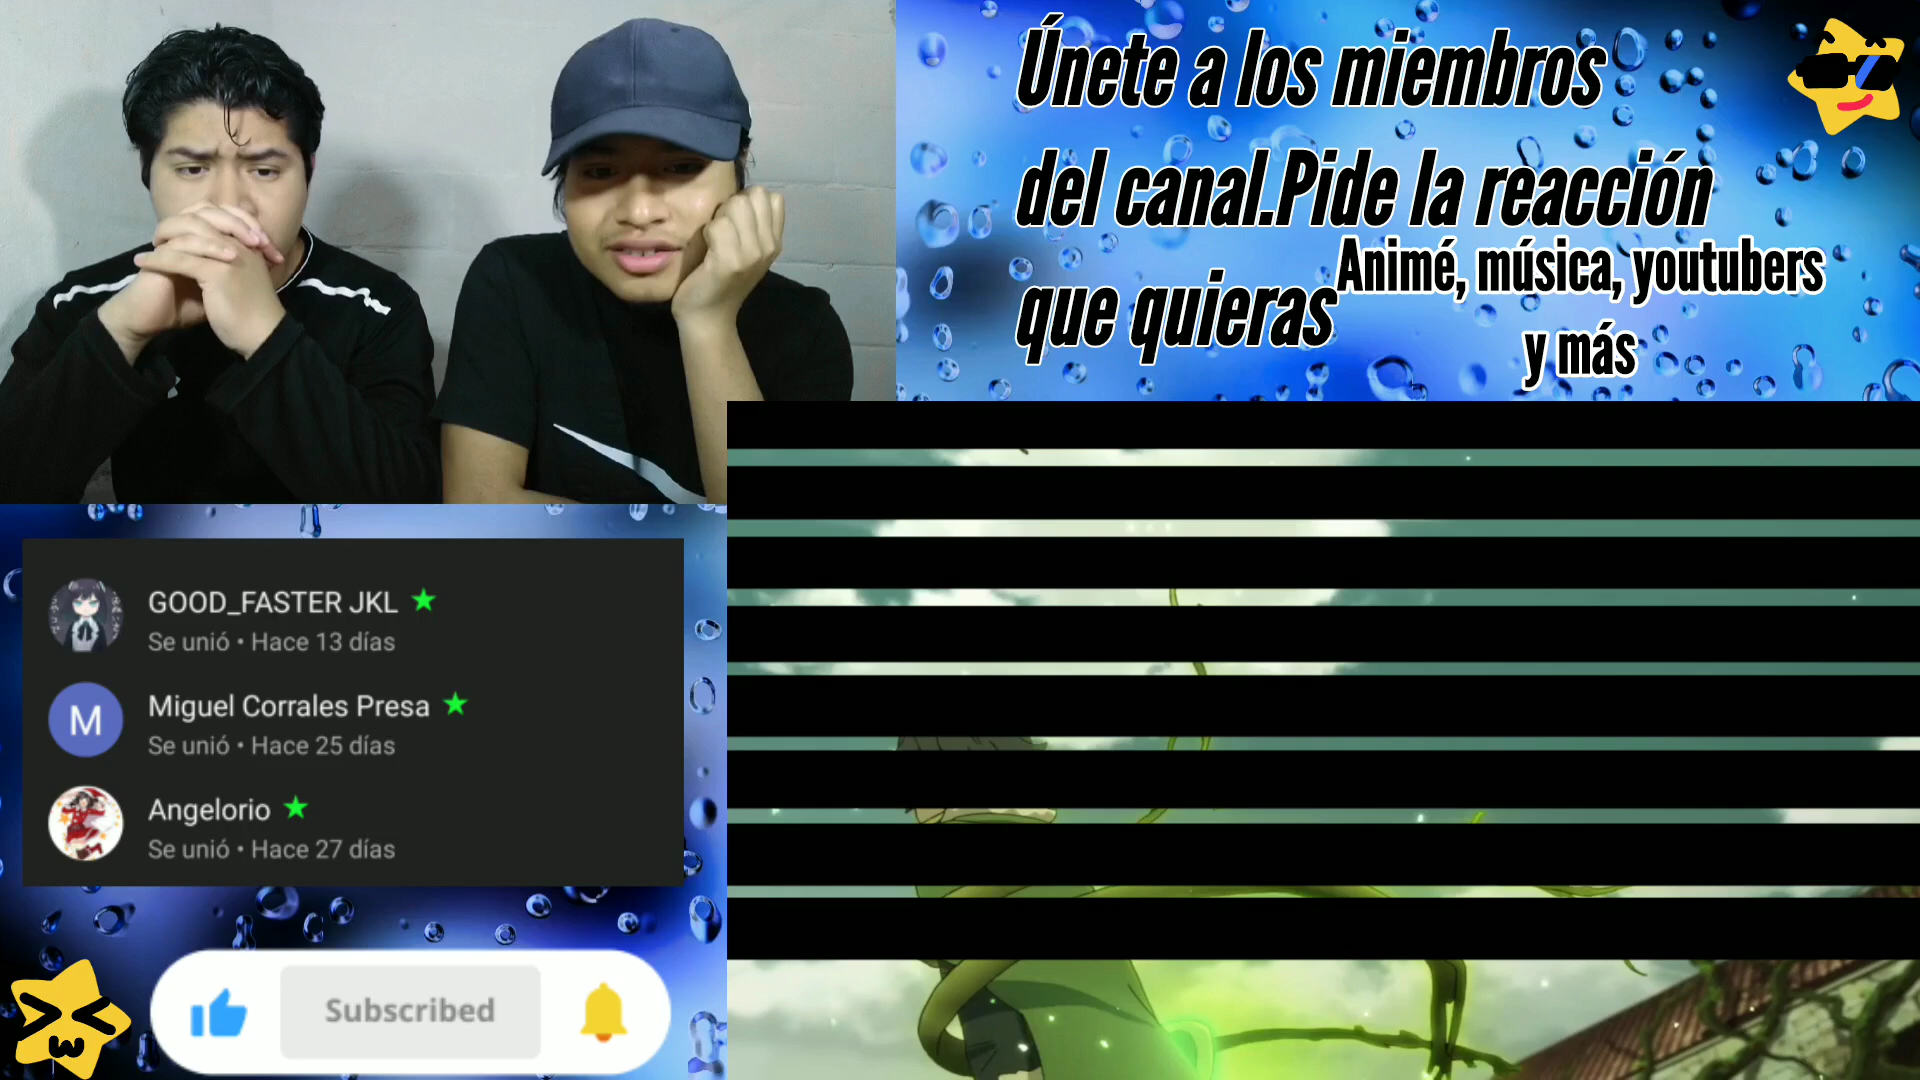 Únete a los miembros
del canal.Pide la reacción
que quieras
Animé, música, youtubers
y más
GOOD_FASTER JKL
Se unió • Hace 13 días
M
Miguel Corrales Presa
Se unió • Hace 25 días
Angelorio
Se unió • Hace 27 días
Subscribed